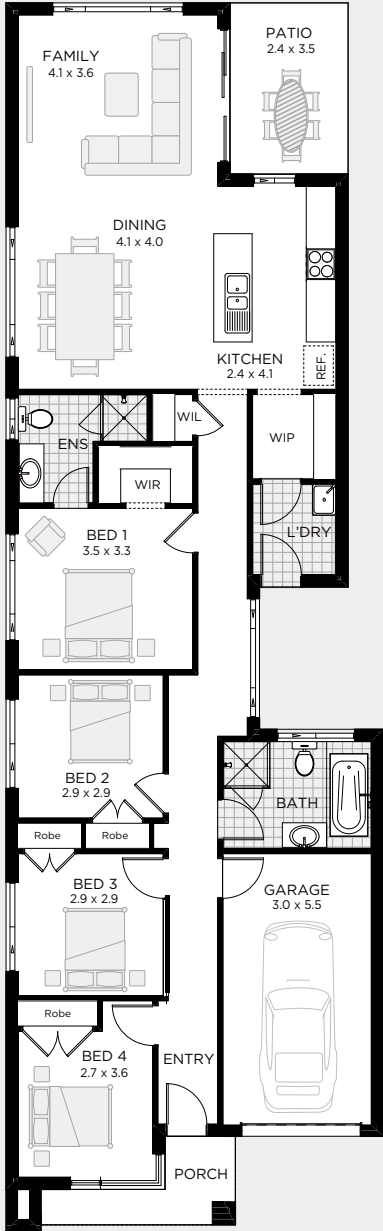 FAMILY
4.1 x 3.6
PATIO
2.4 x 3.5
DINING
4.1 x 4.0
KITCHEN
2.4 x 4.1
REF.
WIL
WIP
ENS
WIR
L'DRY
BED 1
3.5 x 3.3
BED 2
2.9 x 2.9
BATH
Robe
Robe
BED 3
2.9 x 2.9
GARAGE
3.0 x 5.5
Robe
BED 4
2.7 x 3.6
ENTRY
PORCH